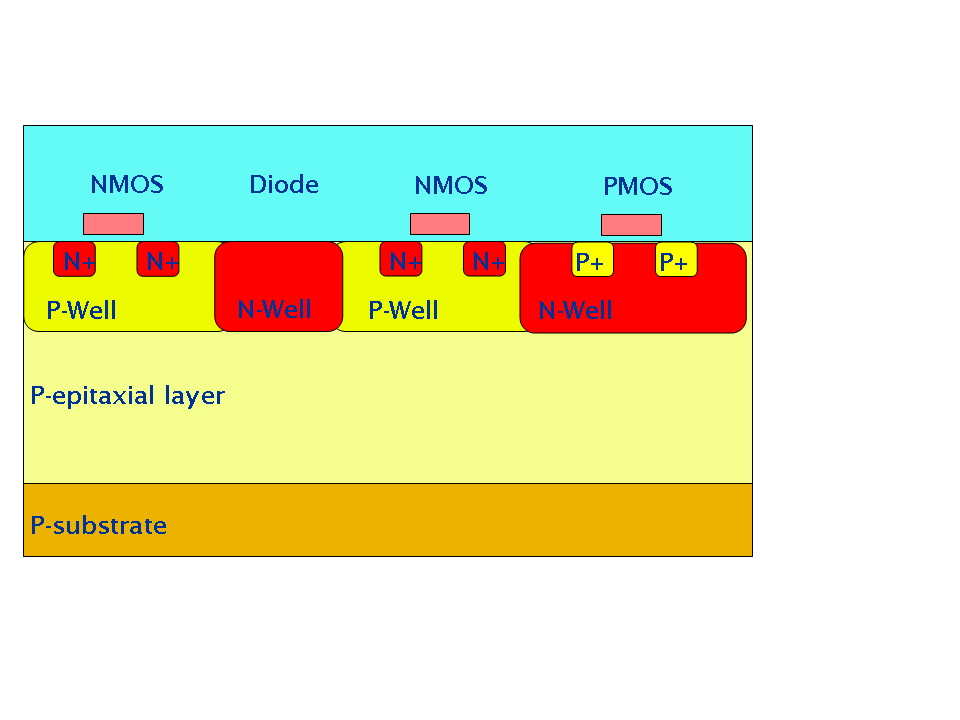 NMOS Diode NMOS PMOS
N+ N+ N+ N+ P+ P+
P-Well N-Well P-Well N-Well
P-epitaxial layer
P-substrate